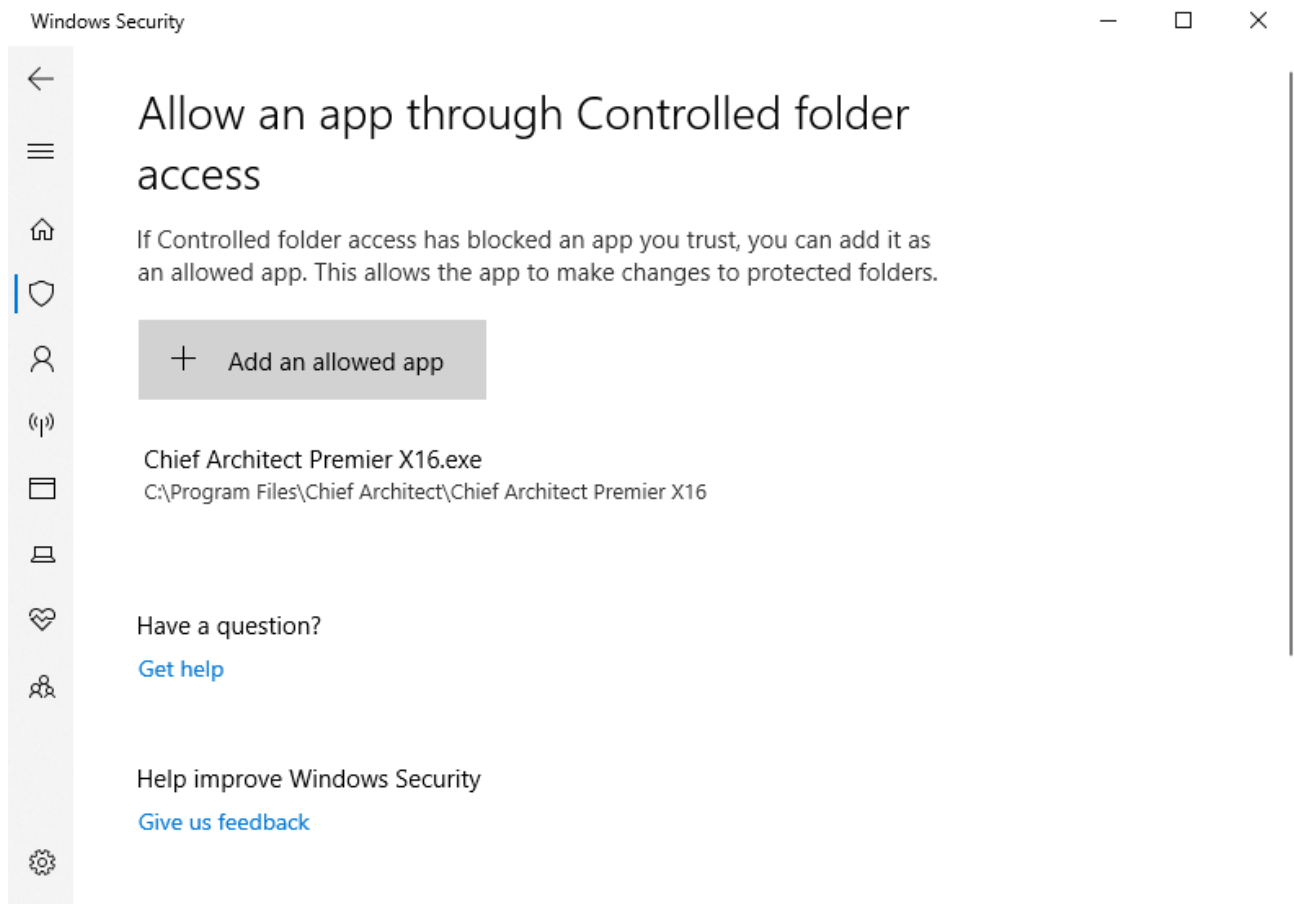 Windows Security
Allow an app through Controlled folder
access
If Controlled folder access has blocked an app you trust, you can add it as
an allowed app. This allows the app to make changes to protected folders.
Add an allowed app
Chief Architect Premier X16.exe
C:\Program Files\Chief Architect\Chief Architect Premier X16
Have a question?
Get help
Help improve Windows Security
Give us feedback